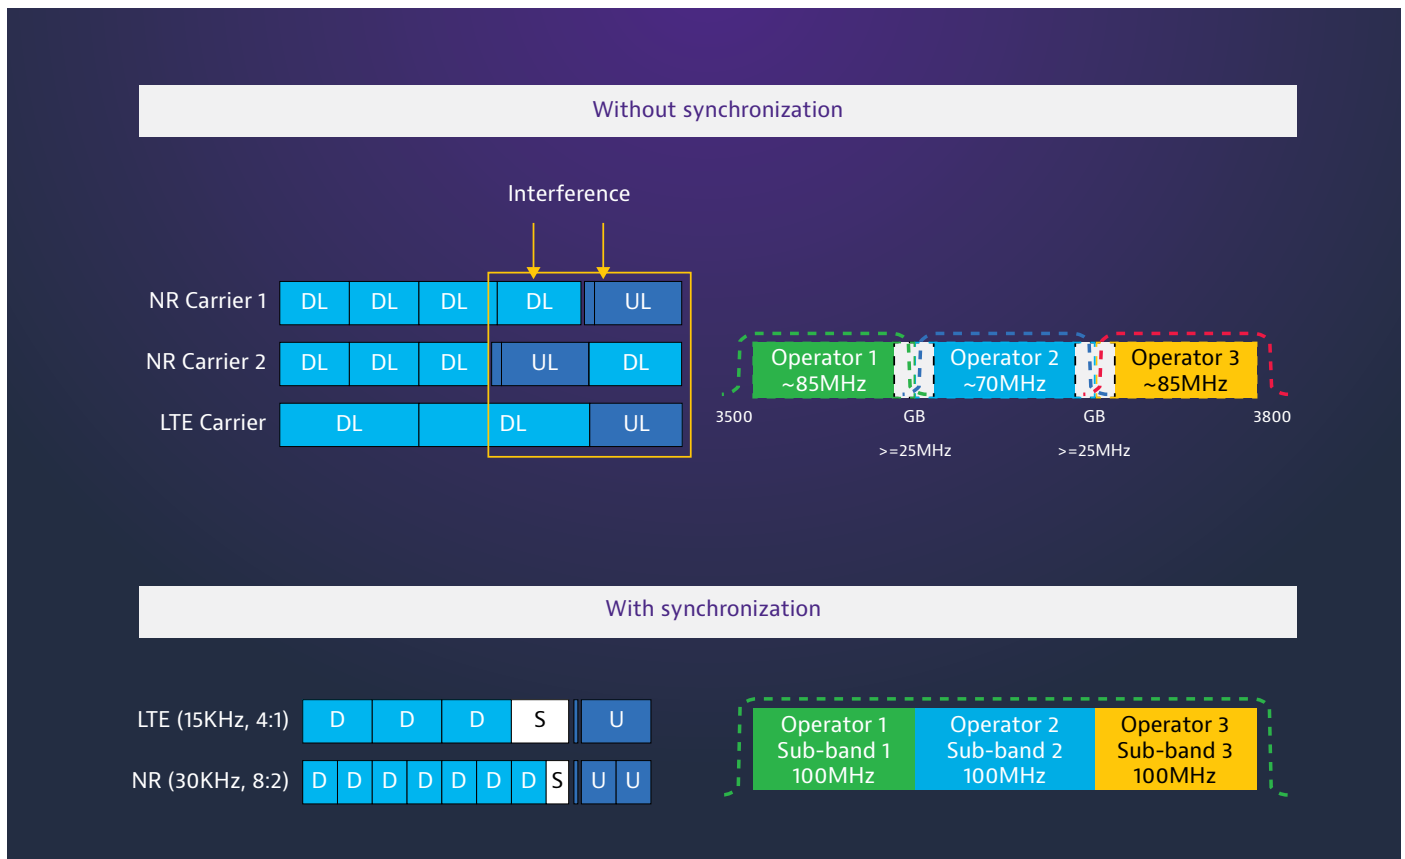 Without synchronization
Interference
NR Carrier 1 DL DL DL DL UL
NR Carrier 2 DL DL DL UL DL
LTE Carrier DL DL UL
Operator 1 Operator 2 Operator 3
~85MHz ~70MHz ~85MHz
3500 GB GB 3800
>=25MHz >=25MHz
With synchronization
LTE (15KHz, 4:1) D D D S U
NR (30KHz, 8:2) D D D D D D D S U U
Operator 1 Operator 2 Operator 3
Sub-band 1 Sub-band 2 Sub-band 3
100MHz 100MHz 100MHz